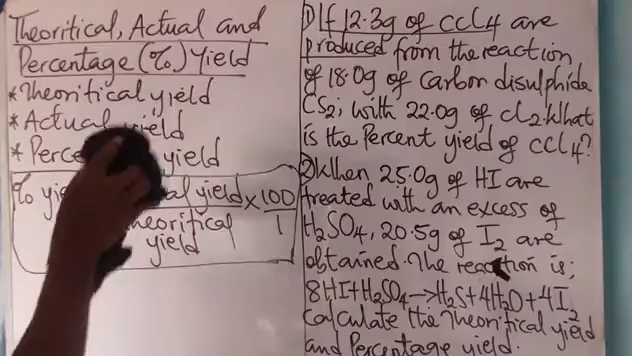 Theoritical, Actual and
Percentage (%) Yield
*Theoritical yield
*Actual yield
* yield
% yield x 100
theoritical 1
yield
1) If 12.3g of CCl4 are
produced from the reaction
of 18.0g of Carbon disulphide
CS2; with 22.0g of Cl2. What
is the Percent yield of CCl4?
2) When 25.0g of HI are
treated with an excess of
H2SO4, 20.5g of I2 are
obtained. The reaction is;
8HI+H2SO4→H2S+4H2O+4I2
Calculate the Theoritical yield
and Percentage yield.